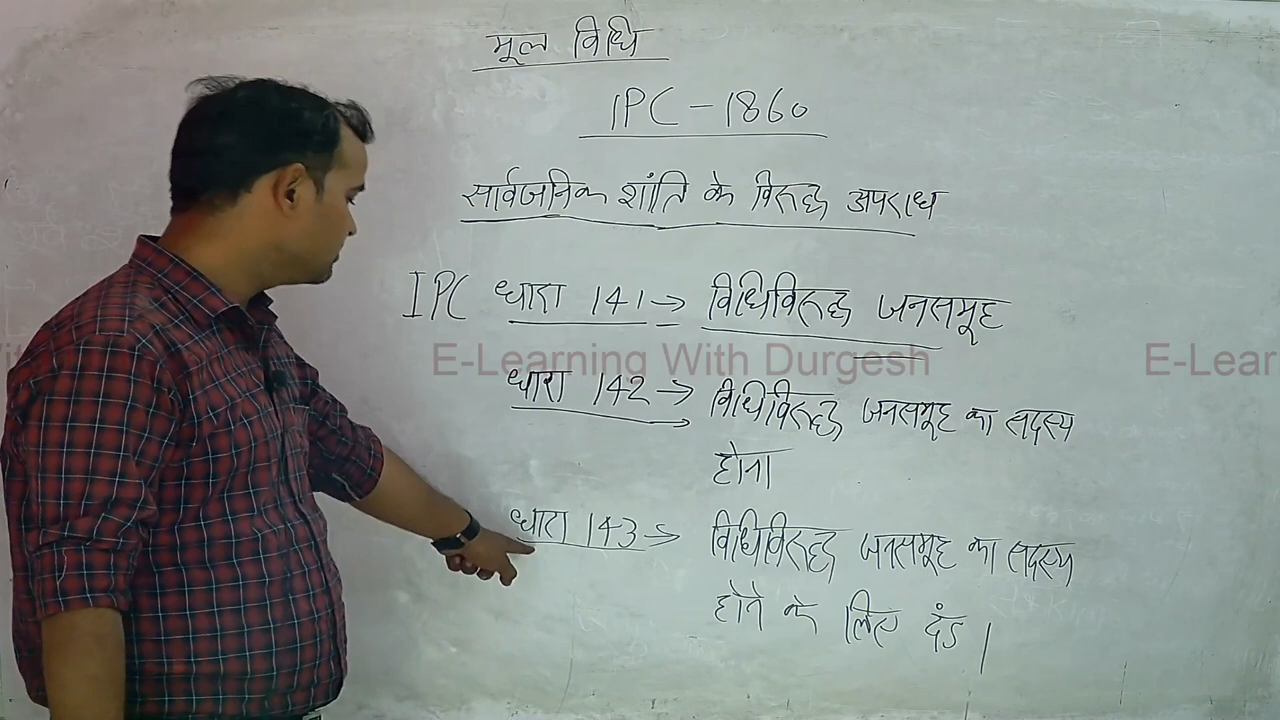 मूल विधि
IPC - 1860
सार्वजनिक शांति के विरुद्ध अपराध
IPC धारा 141 → विधिविरुद्ध जनसमूह
E-Learning With Durgesh
E-Lear
धारा 142 → विधिविरुद्ध जनसमूह का सदस्य
होना
धारा 143 → विधिविरुद्ध जनसमूह का सदस्य
होने के लिए दंड |